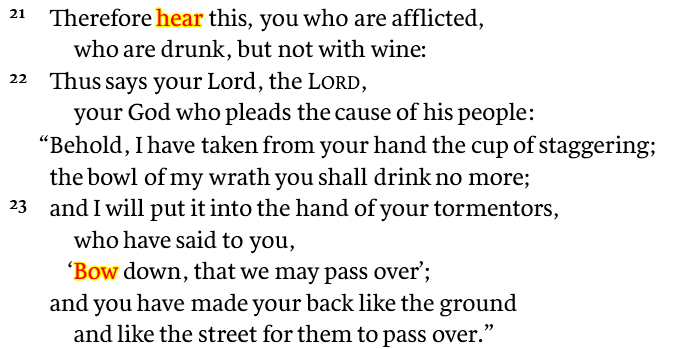 21 Therefore hear this, you who are afflicted,
who are drunk, but not with wine:
22 Thus says your Lord, the LORD,
your God who pleads the cause of his people:
“Behold, I have taken from your hand the cup of staggering;
the bowl of my wrath you shall drink no more;
23 and I will put it into the hand of your tormentors,
who have said to you,
‘Bow down, that we may pass over’;
and you have made your back like the ground
and like the street for them to pass over.”